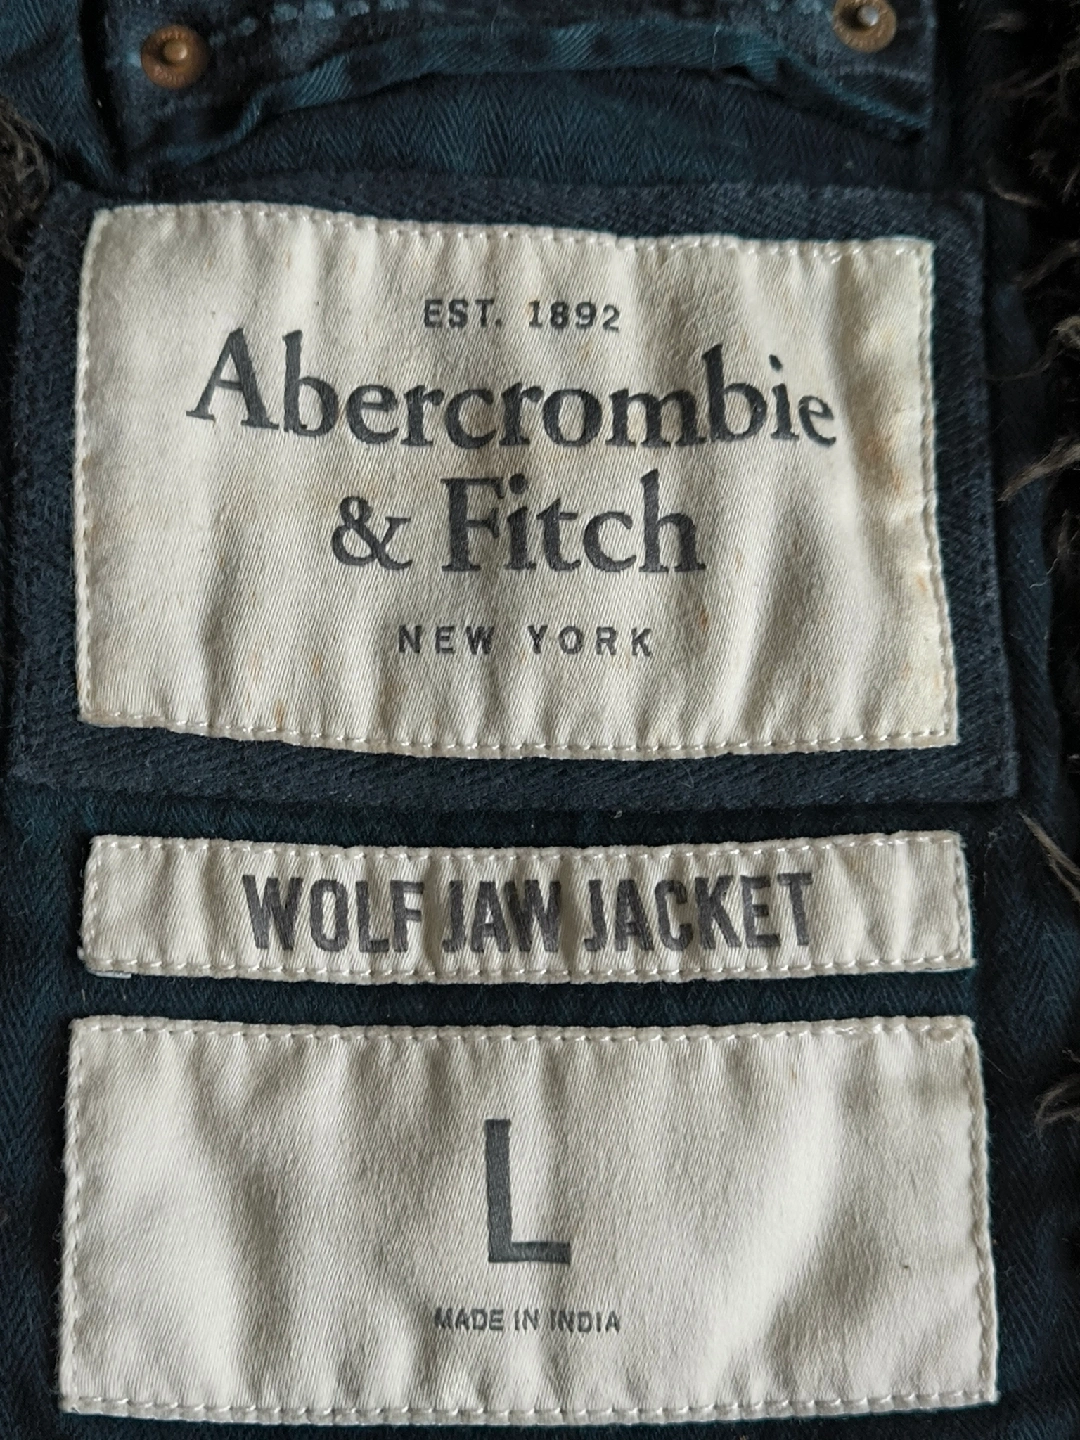 EST. 1892
Abercrombie
& Fitch
NEW YORK
WOLF JAW JACKET
L
MADE IN INDIA